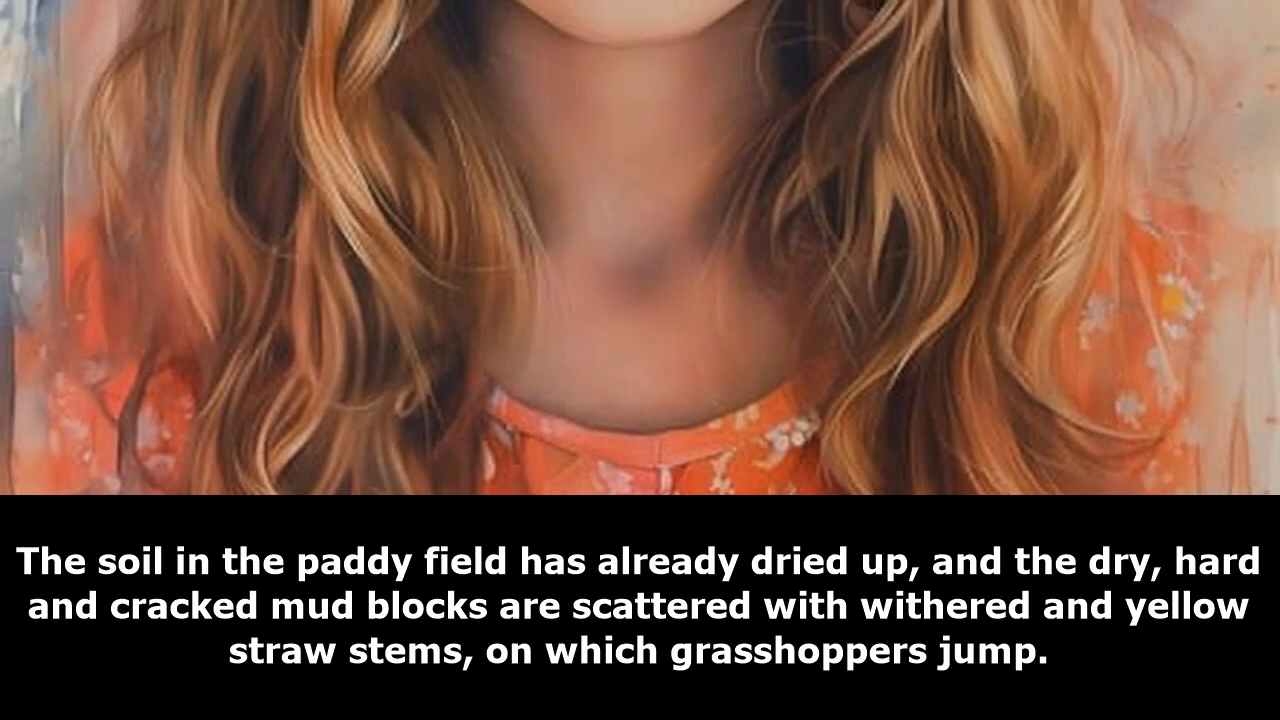 The soil in the paddy field has already dried up, and the dry, hard
and cracked mud blocks are scattered with withered and yellow
straw stems, on which grasshoppers jump.